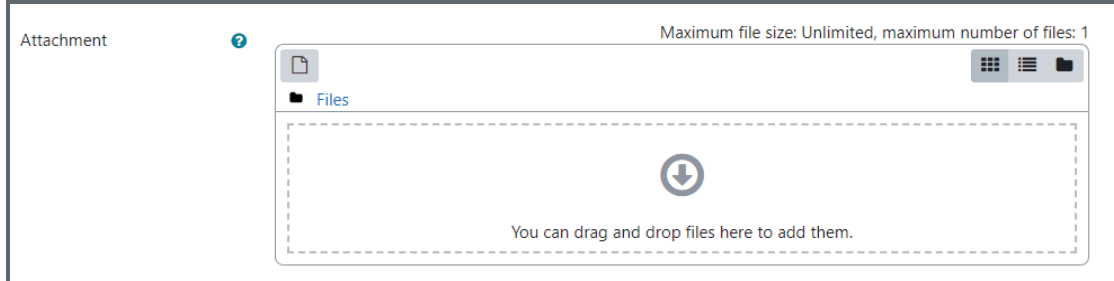 Maximum file size: Unlimited, maximum number of files: 1
Attachment
Files
You can drag and drop files here to add them.